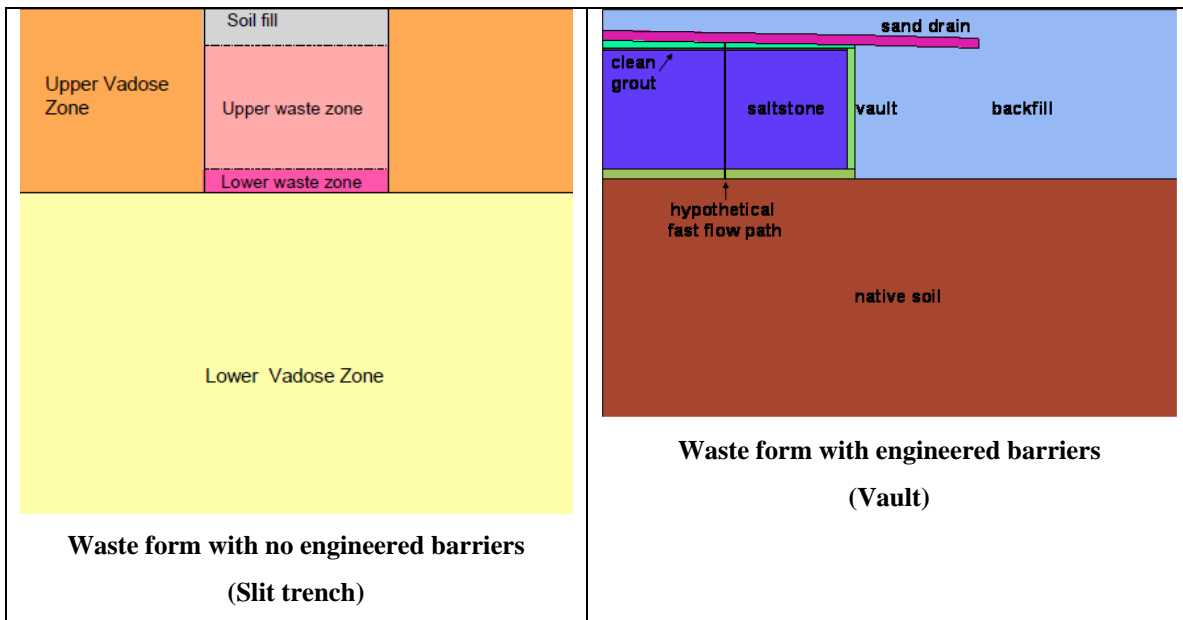 Soil fill
Upper Vadose
Zone
Upper waste zone
Lower waste zone
Lower Vadose Zone
Waste form with no engineered barriers
(Slit trench)
sand drain
clean
grout
saltstone
vault
backfill
hypothetical
fast flow path
native soil
Waste form with engineered barriers
(Vault)